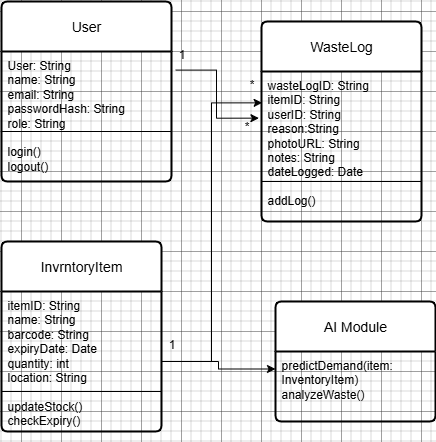 User
User: String
name: String
email: String
passwordHash: String
role: String
login()
logout()
1
*
*
WasteLog
wasteLogID: String
itemID: String
userID: String
reason:String
photoURL: String
notes: String
dateLogged: Date
addLog()
InvrntoryItem
itemID: String
name: String
barcode: String
expiryDate: Date
quantity: int
location: String
updateStock()
checkExpiry()
1
AI Module
predictDemand(item:
InventoryItem)
analyzeWaste()